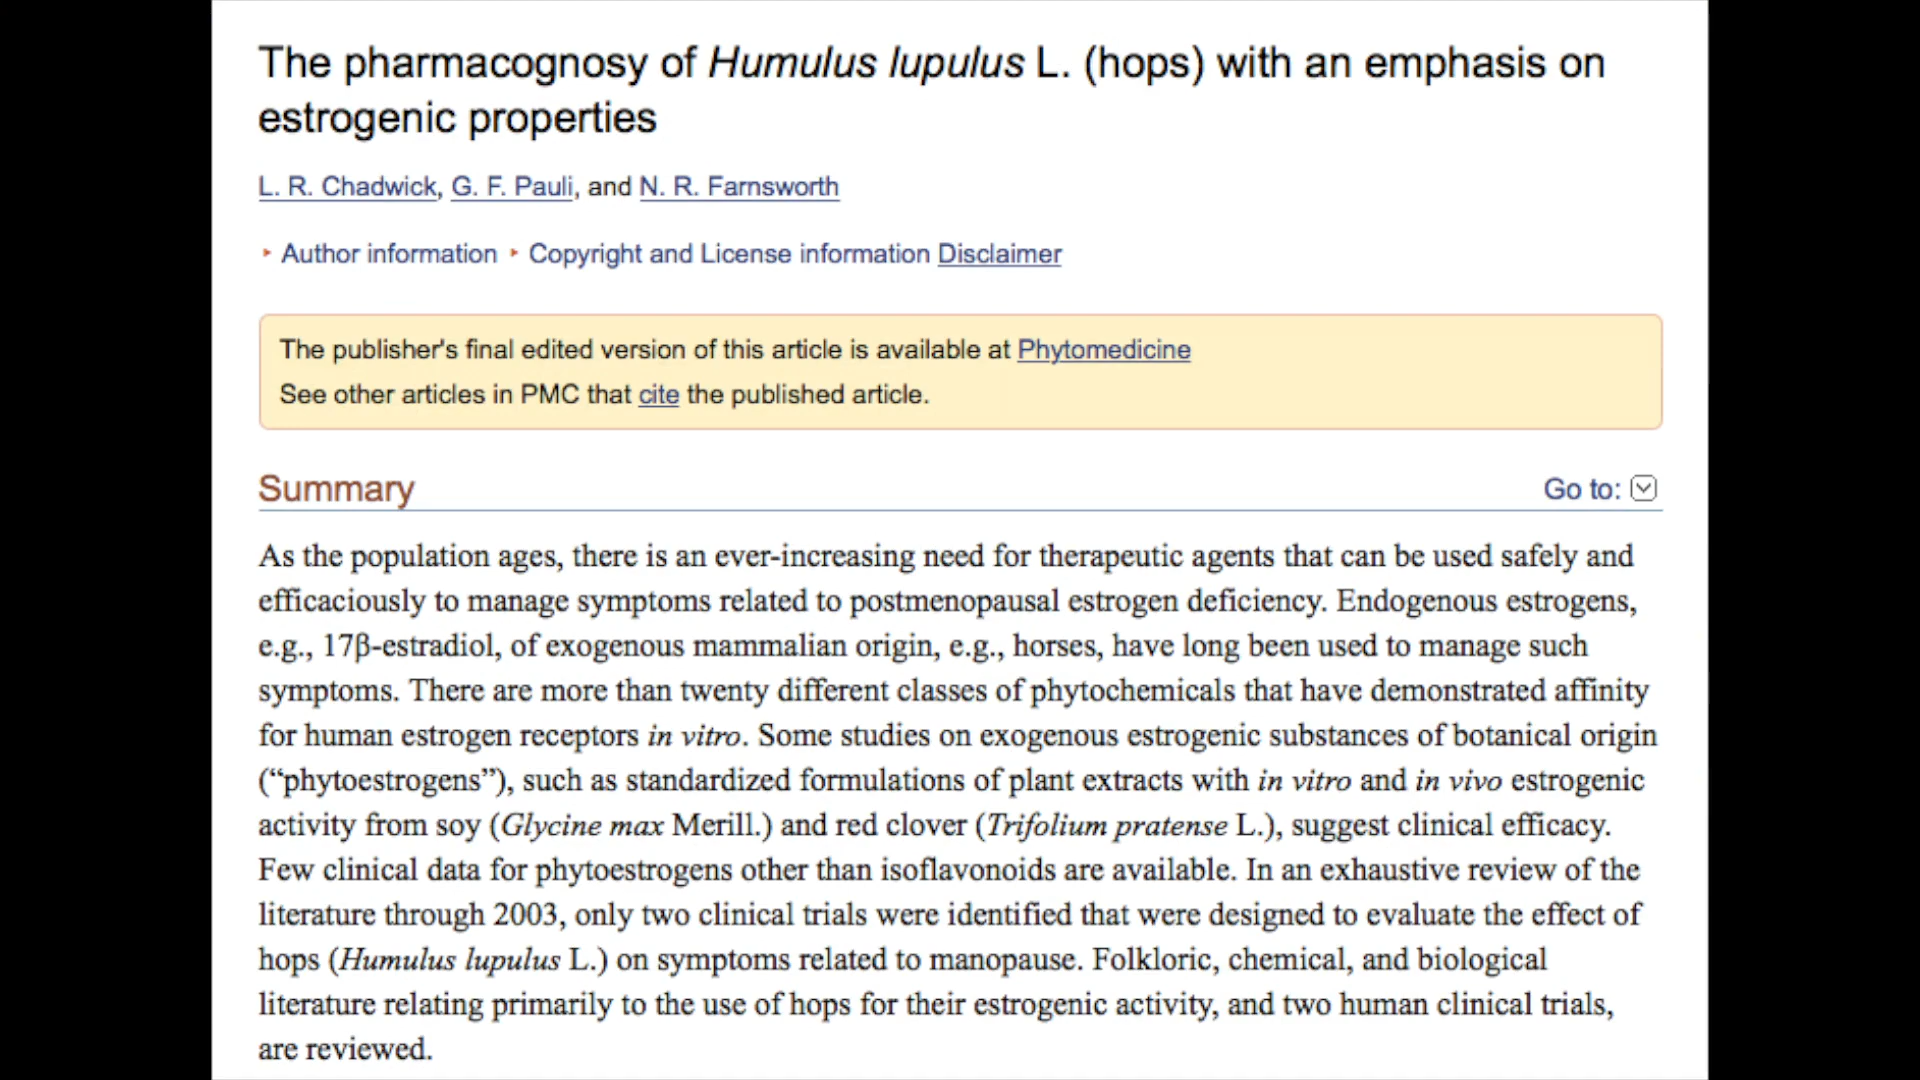 The pharmacognosy of Humulus lupulus L. (hops) with an emphasis on
estrogenic properties
L. R. Chadwick, G. F. Pauli, and N. R. Farnsworth
▸ Author information ▸ Copyright and License information Disclaimer
The publisher's final edited version of this article is available at Phytomedicine
See other articles in PMC that cite the published article.
Summary
Go to:
As the population ages, there is an ever-increasing need for therapeutic agents that can be used safely and
efficaciously to manage symptoms related to postmenopausal estrogen deficiency. Endogenous estrogens,
e.g., 17β-estradiol, of exogenous mammalian origin, e.g., horses, have long been used to manage such
symptoms. There are more than twenty different classes of phytochemicals that have demonstrated affinity
for human estrogen receptors in vitro. Some studies on exogenous estrogenic substances of botanical origin
(“phytoestrogens”), such as standardized formulations of plant extracts with in vitro and in vivo estrogenic
activity from soy (Glycine max Merill.) and red clover (Trifolium pratense L.), suggest clinical efficacy.
Few clinical data for phytoestrogens other than isoflavonoids are available. In an exhaustive review of the
literature through 2003, only two clinical trials were identified that were designed to evaluate the effect of
hops (Humulus lupulus L.) on symptoms related to manopause. Folkloric, chemical, and biological
literature relating primarily to the use of hops for their estrogenic activity, and two human clinical trials,
are reviewed.